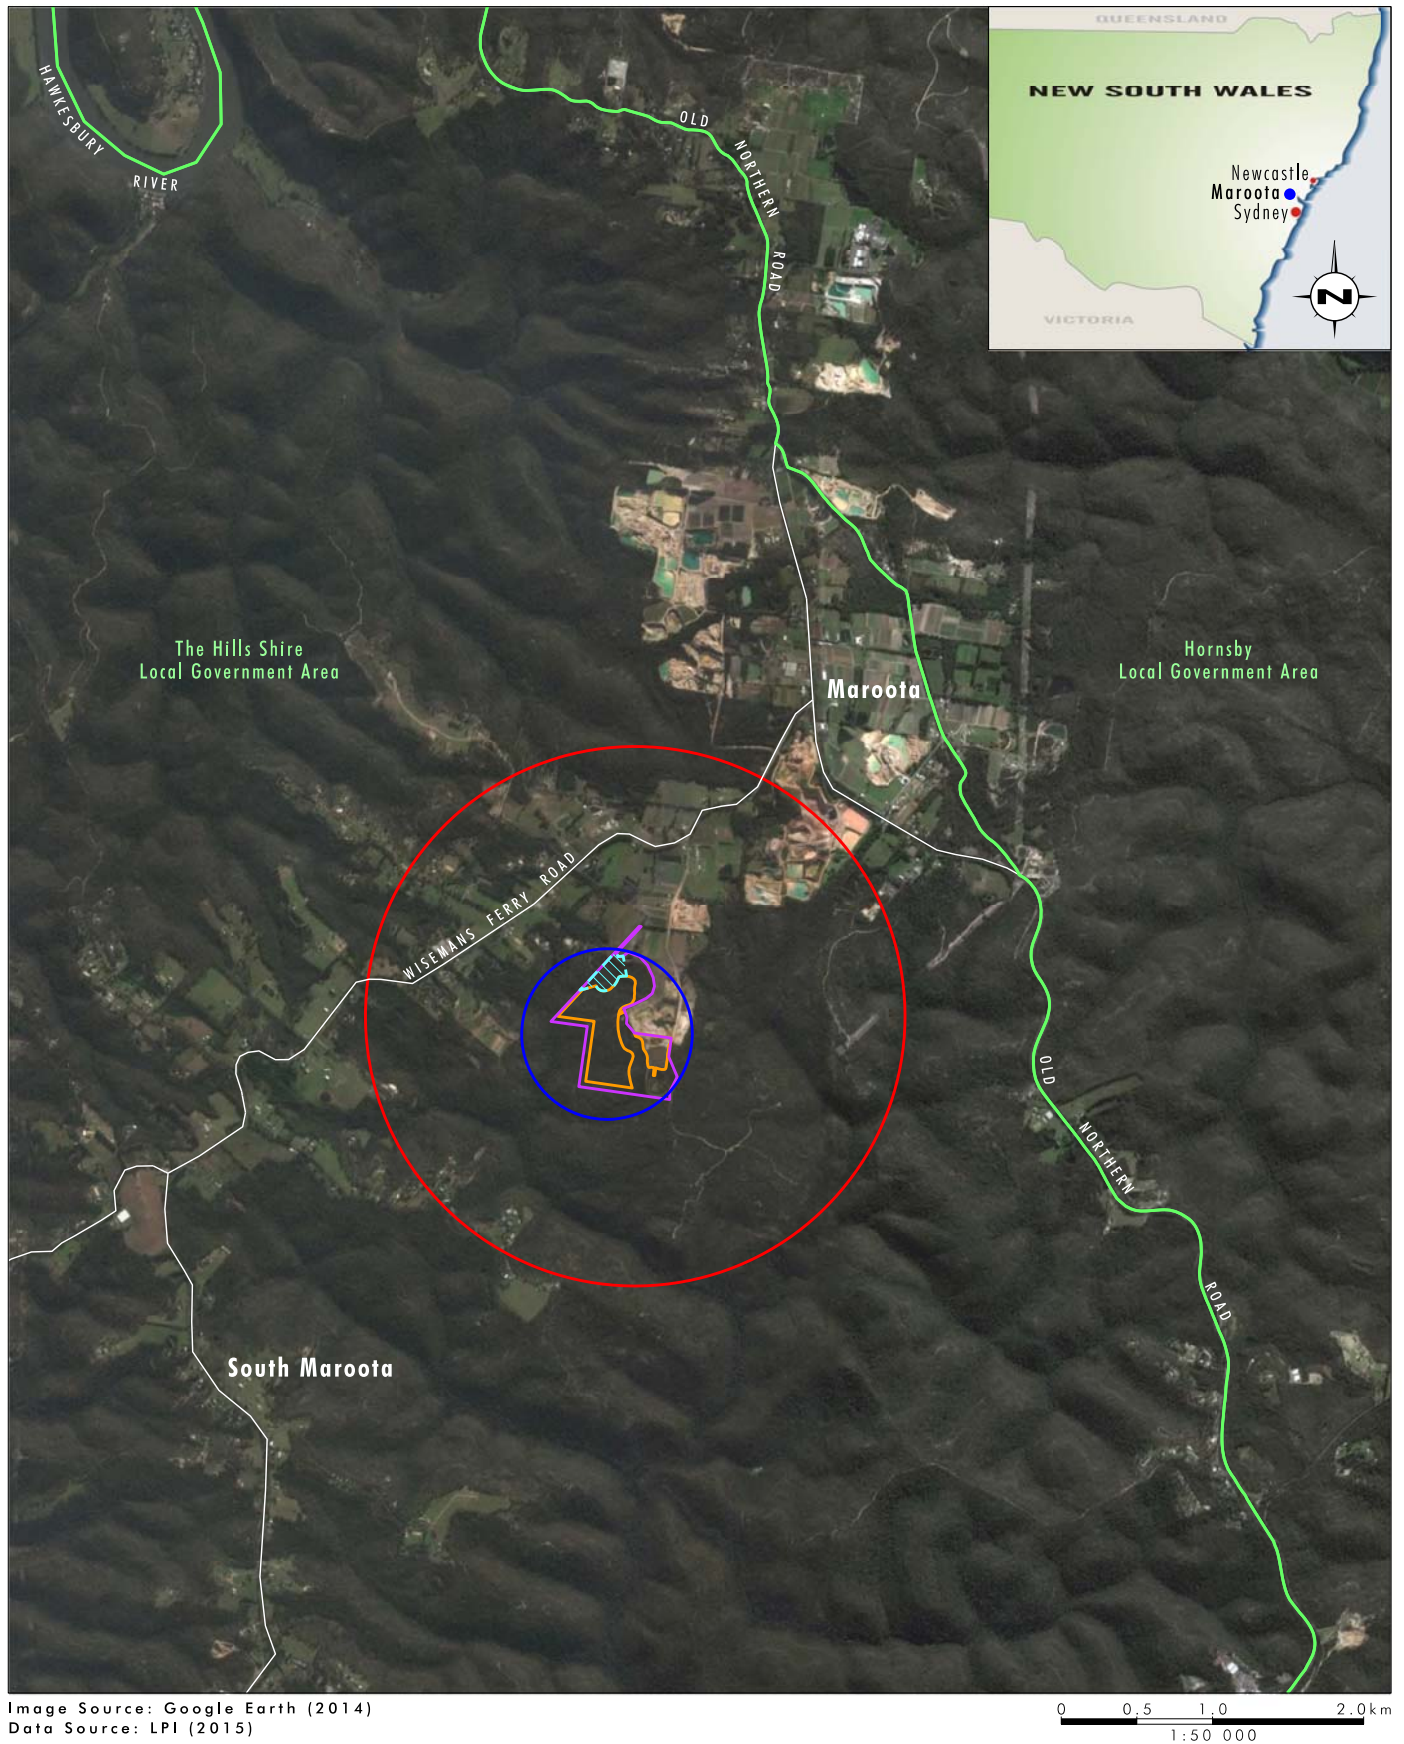 QUEENSLAND
NEW SOUTH WALES
Newcastle
Maroota
Sydney
VICTORIA
N
HAWKESBURY
RIVER
OLD
NORTHERN
ROAD
The Hills Shire
Local Government Area
Hornsby
Local Government Area
Maroota
WISEMANS FERRY ROAD
OLD
NORTHERN
ROAD
South Maroota
Image Source: Google Earth (2014)
Data Source: LPI (2015)
0 0.5 1.0 2.0km
1:50 000